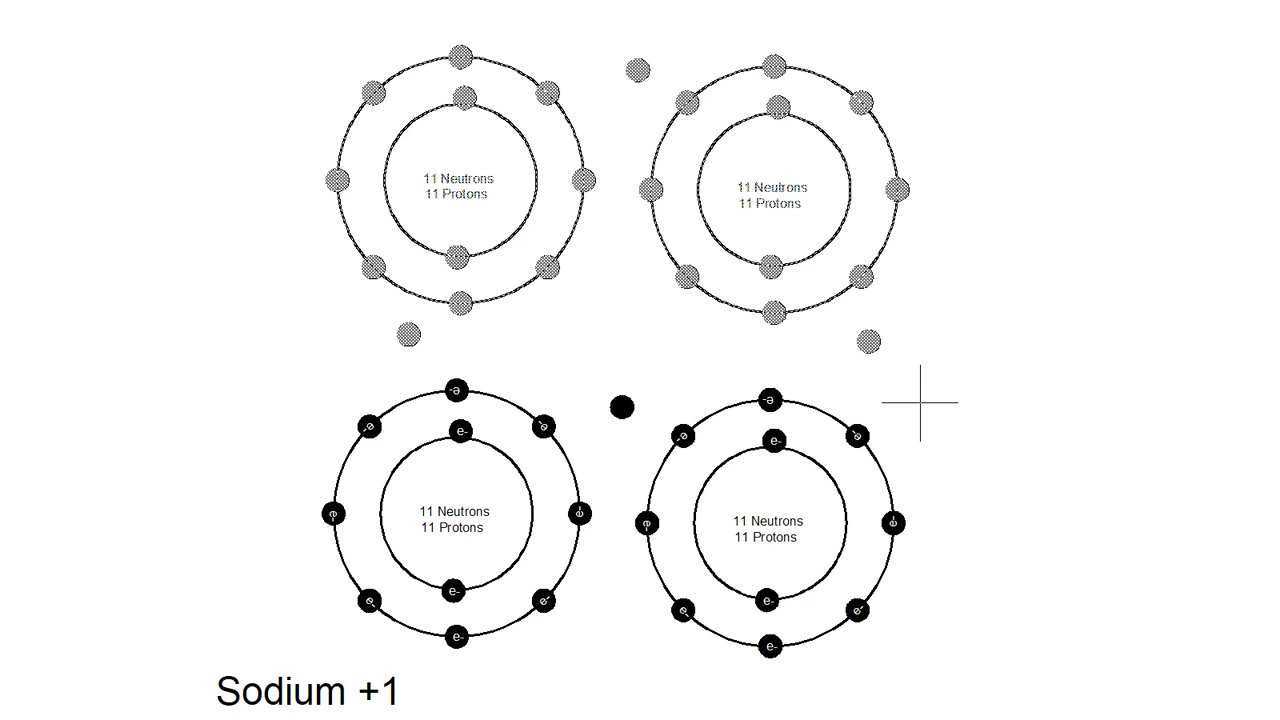 11 Neutrons
11 Protons
11 Neutrons
11 Protons
e-
e-
e-
e-
e-
e-
e-
e-
e-
e-
11 Neutrons
11 Protons
e-
e-
e-
e-
e-
e-
e-
e-
e-
e-
11 Neutrons
11 Protons
Sodium +1